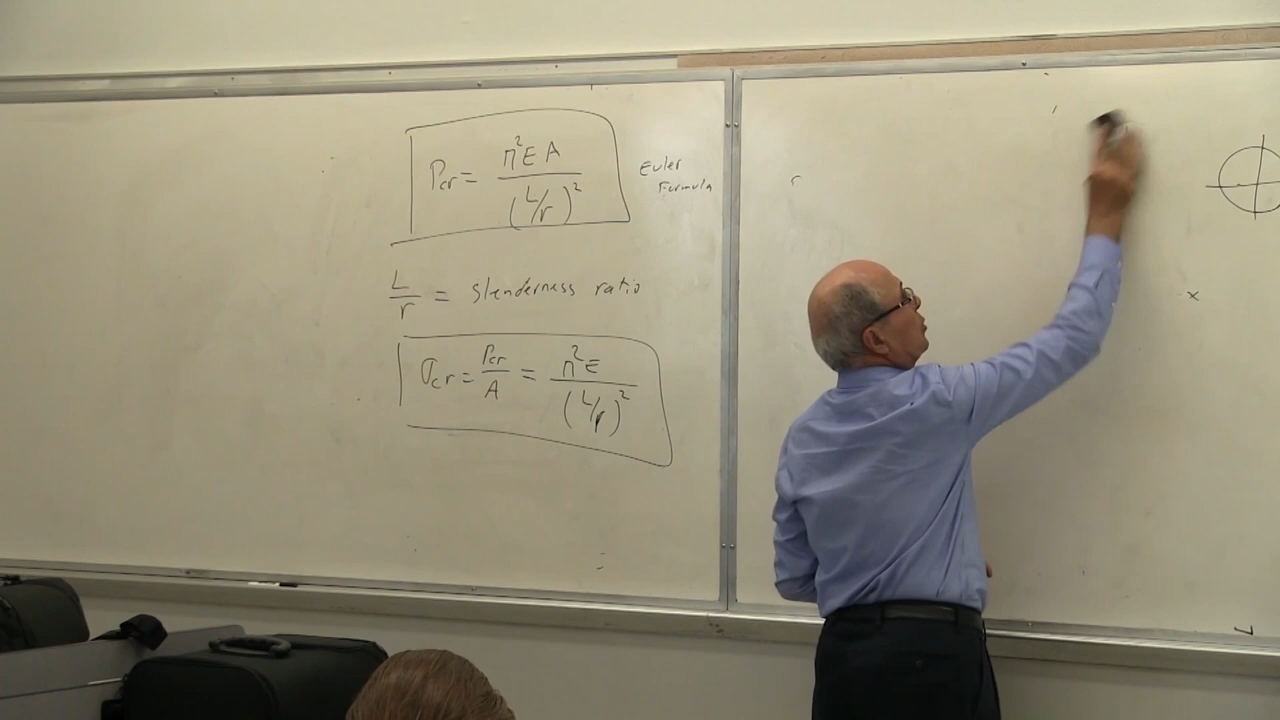 Pcr = π²EA / (L/r)²
Euler
Formula
r
L/r = slenderness ratio
σcr = Pcr/A = π²E / (L/r)²
x